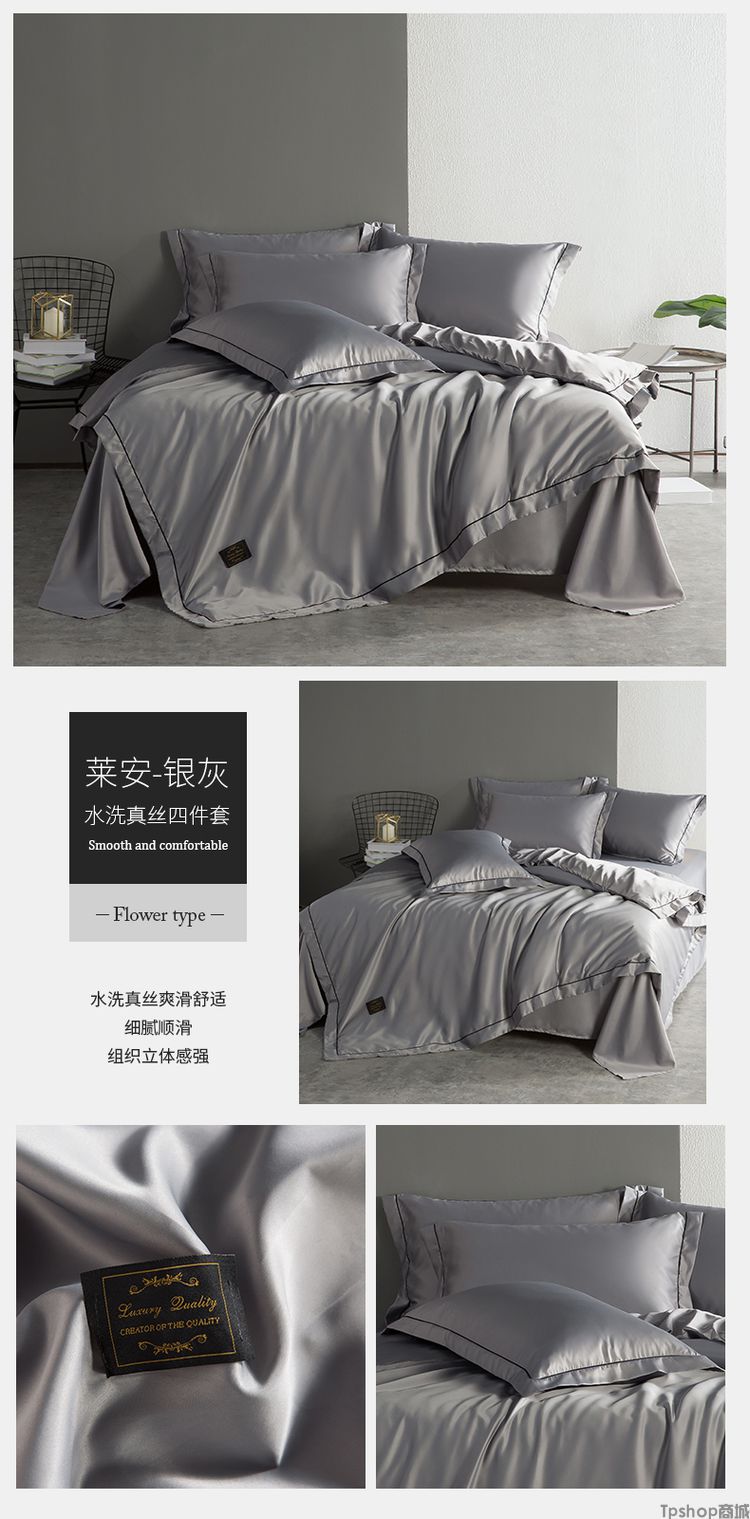 莱安-银灰
水洗真丝四件套
Smooth and comfortable
— Flower type —
水洗真丝爽滑舒适
细腻顺滑
组织立体感强
Luxury Quality
CREATOR OF THE QUALITY
Tpshop商城